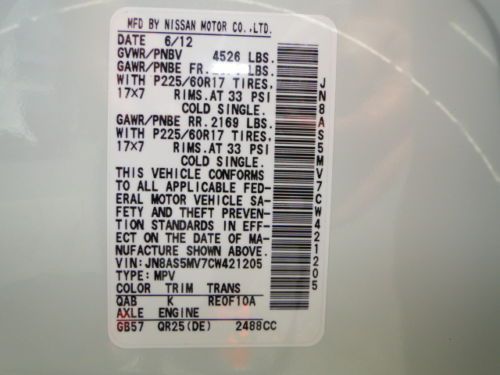 MFD BY NISSAN MOTOR CO.,LTD.
DATE 6/12
GVWR/PNBV 4526 LBS.
GAWR/PNBE FR. LBS.
WITH P225/60R17 TIRES,
17X7 RIMS.AT 33 PSI
COLD SINGLE.
GAWR/PNBE RR. 2169 LBS.
WITH P225/60R17 TIRES,
17X7 RIMS.AT 33 PSI
COLD SINGLE.
THIS VEHICLE CONFORMS
TO ALL APPLICABLE FED-
ERAL MOTOR VEHICLE SA-
FETY AND THEFT PREVEN-
TION STANDARDS IN EFF-
ECT ON THE DATE OF MA-
NUFACTURE SHOWN ABOVE.
VIN: JN8AS5MV7CW421205
TYPE: MPV
COLOR TRIM TRANS
QAB K RE0F10A
AXLE ENGINE
GB57 QR25(DE) 2488CC
JN8AS5MV7CW421205